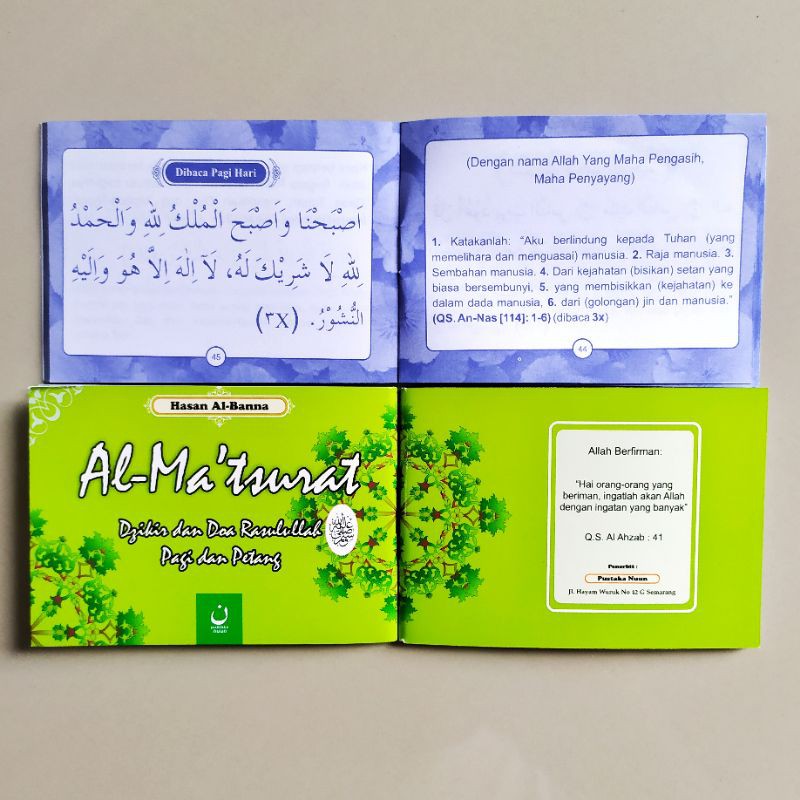 Dibaca Pagi Hari
اَصْبَحْنَا وَاَصْبَحَ الْمُلْكُ لِلّٰهِ وَالْحَمْدُ
لِلّٰهِ لَا شَرِيْكَ لَهُ، لَآ اِلٰهَ اِلاَّ هُوَ وَاِلَيْهِ
النُّشُوْرُ. (٣X)
45
(Dengan nama Allah Yang Maha Pengasih,
Maha Penyayang)
1. Katakanlah: “Aku berlindung kepada Tuhan (yang
memelihara dan menguasai) manusia. 2. Raja manusia. 3.
Sembahan manusia. 4. Dari kejahatan (bisikan) setan yang
biasa bersembunyi, 5. yang membisikkan (kejahatan) ke
dalam dada manusia, 6. dari (golongan) jin dan manusia.”
(QS. An-Nas [114]: 1-6) (dibaca 3x)
44
Hasan Al-Banna
Al-Ma'tsurat
Dzikir dan Doa Rasulullah
Pagi dan Petang
ن
pustaka
nuun
Allah Berfirman:
“Hai orang-orang yang
beriman, ingatlah akan Allah
dengan ingatan yang banyak”
Q.S. Al Ahzab : 41
Penerbit :
Pustaka Nuun
Jl. Hayam Wuruk No 12 G Semarang